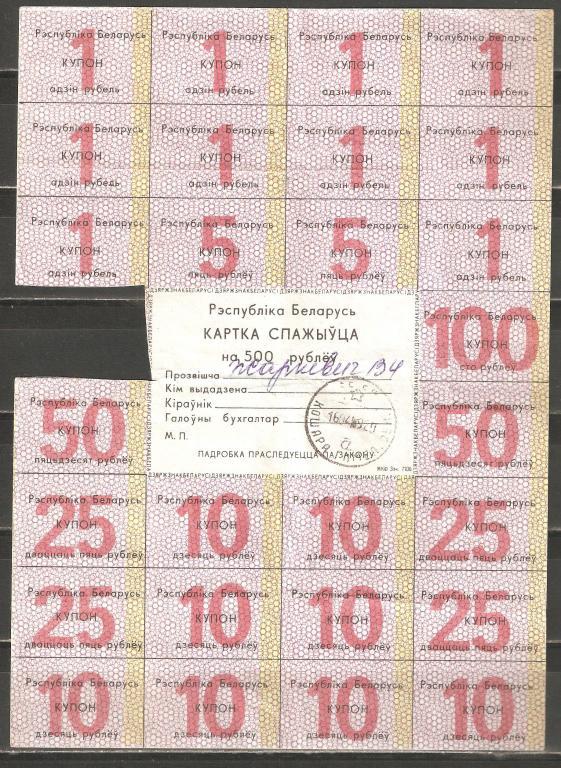 Рэспубліка Беларусь Рэспубліка Беларусь Рэспубліка Беларусь Рэспубліка Беларусь
1 1 1 1
КУПОН КУПОН КУПОН КУПОН
адзін рубель адзін рубель адзін рубель адзін рубель
Рэспубліка Беларусь Рэспубліка Беларусь Рэспубліка Беларусь Рэспубліка Беларусь
1 1 1 1
КУПОН КУПОН КУПОН КУПОН
адзін рубель адзін рубель адзін рубель адзін рубель
Рэспубліка Беларусь Рэспубліка Беларусь Рэспубліка Беларусь Рэспубліка Беларусь
1 5 5 1
КУПОН КУПОН КУПОН КУПОН
адзін рубель пяць рублёў пяць рублёў адзін рубель
Рэспубліка Беларусь
КАРТКА СПАЖЫЎЦА
на 500 рублёў
Прозвішча
Кім выдадзена
Кіраўнік
Галоўны бухгалтар
М. П.
ПАДРОБКА ПРАСЛЕДУЕЦЦА ПА ЗАКОНУ
Рэспубліка Беларусь
100
КУПОН
сто рублёў
Рэспубліка Беларусь Рэспубліка Беларусь
50 50
КУПОН КУПОН
пяцьдзесят рублёў пяцьдзесят рублёў
Рэспубліка Беларусь Рэспубліка Беларусь Рэспубліка Беларусь Рэспубліка Беларусь
25 10 10 25
КУПОН КУПОН КУПОН КУПОН
дваццаць пяць рублёў дзесяць рублёў дзесяць рублёў дваццаць пяць рублёў
Рэспубліка Беларусь Рэспубліка Беларусь Рэспубліка Беларусь Рэспубліка Беларусь
25 10 10 25
КУПОН КУПОН КУПОН КУПОН
дваццаць пяць рублёў дзесяць рублёў дзесяць рублёў дваццаць пяць рублёў
Рэспубліка Беларусь Рэспубліка Беларусь Рэспубліка Беларусь Рэспубліка Беларусь
10 10 10 10
КУПОН КУПОН КУПОН КУПОН
дзесяць рублёў дзесяць рублёў дзесяць рублёў дзесяць рублёў